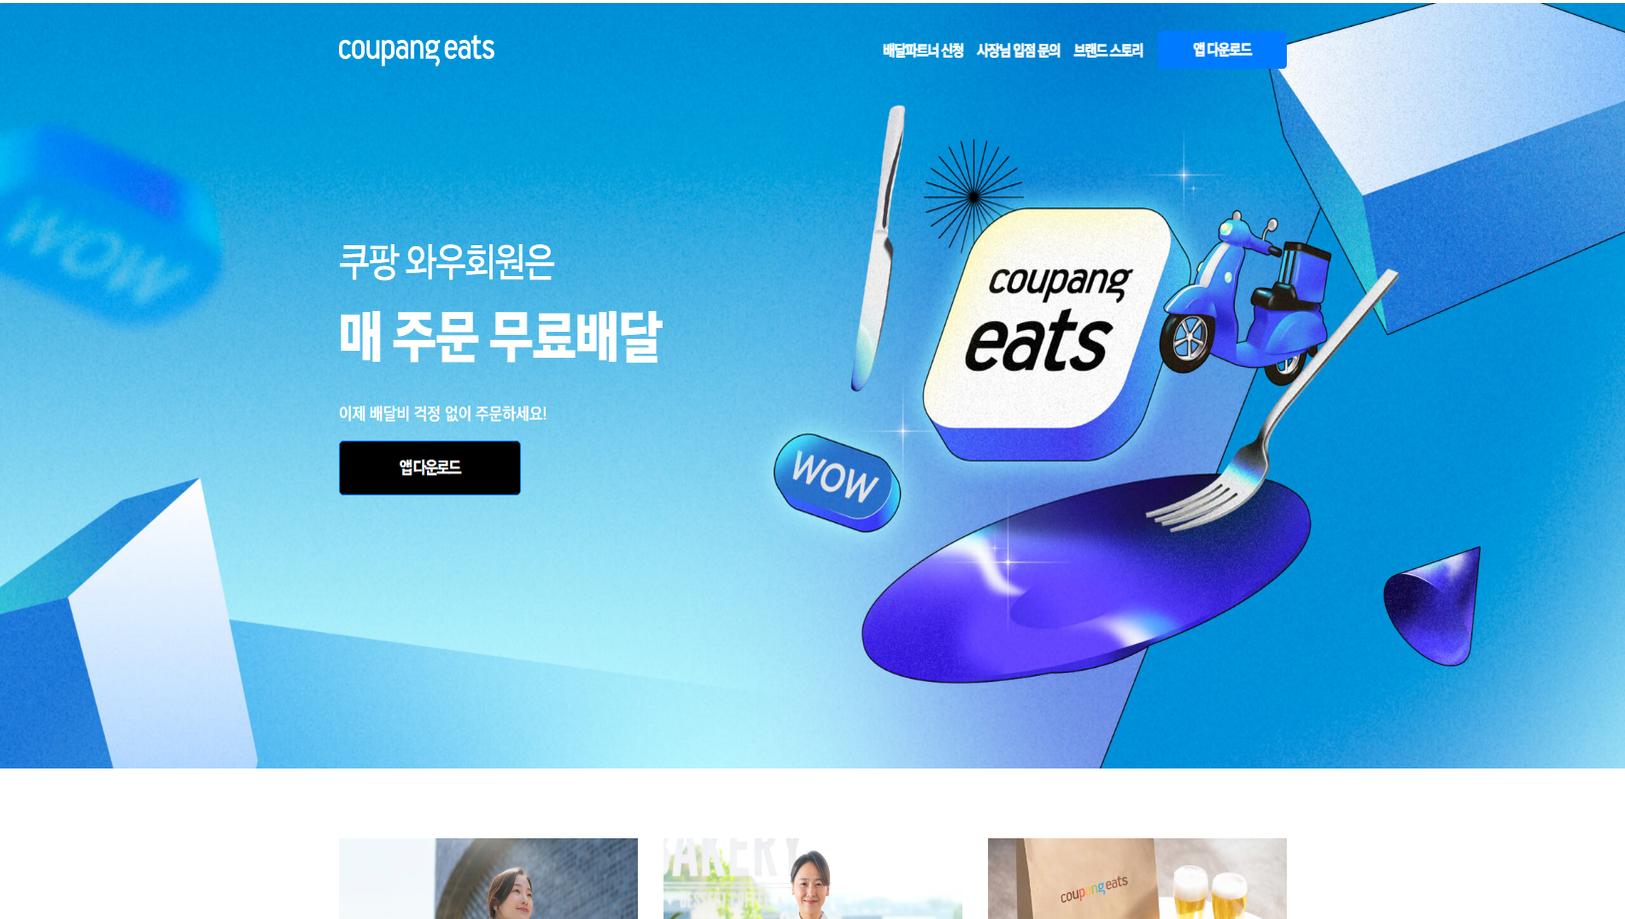 coupang eats
배달파트너 신청 사장님 입점 문의 브랜드 스토리 앱 다운로드
쿠팡 와우회원은
매 주문 무료배달
이제 배달비 걱정 없이 주문하세요!
앱 다운로드
coupang
eats
WOW
WOW
BAKERY
DESSERT COFFEE
coupang eats